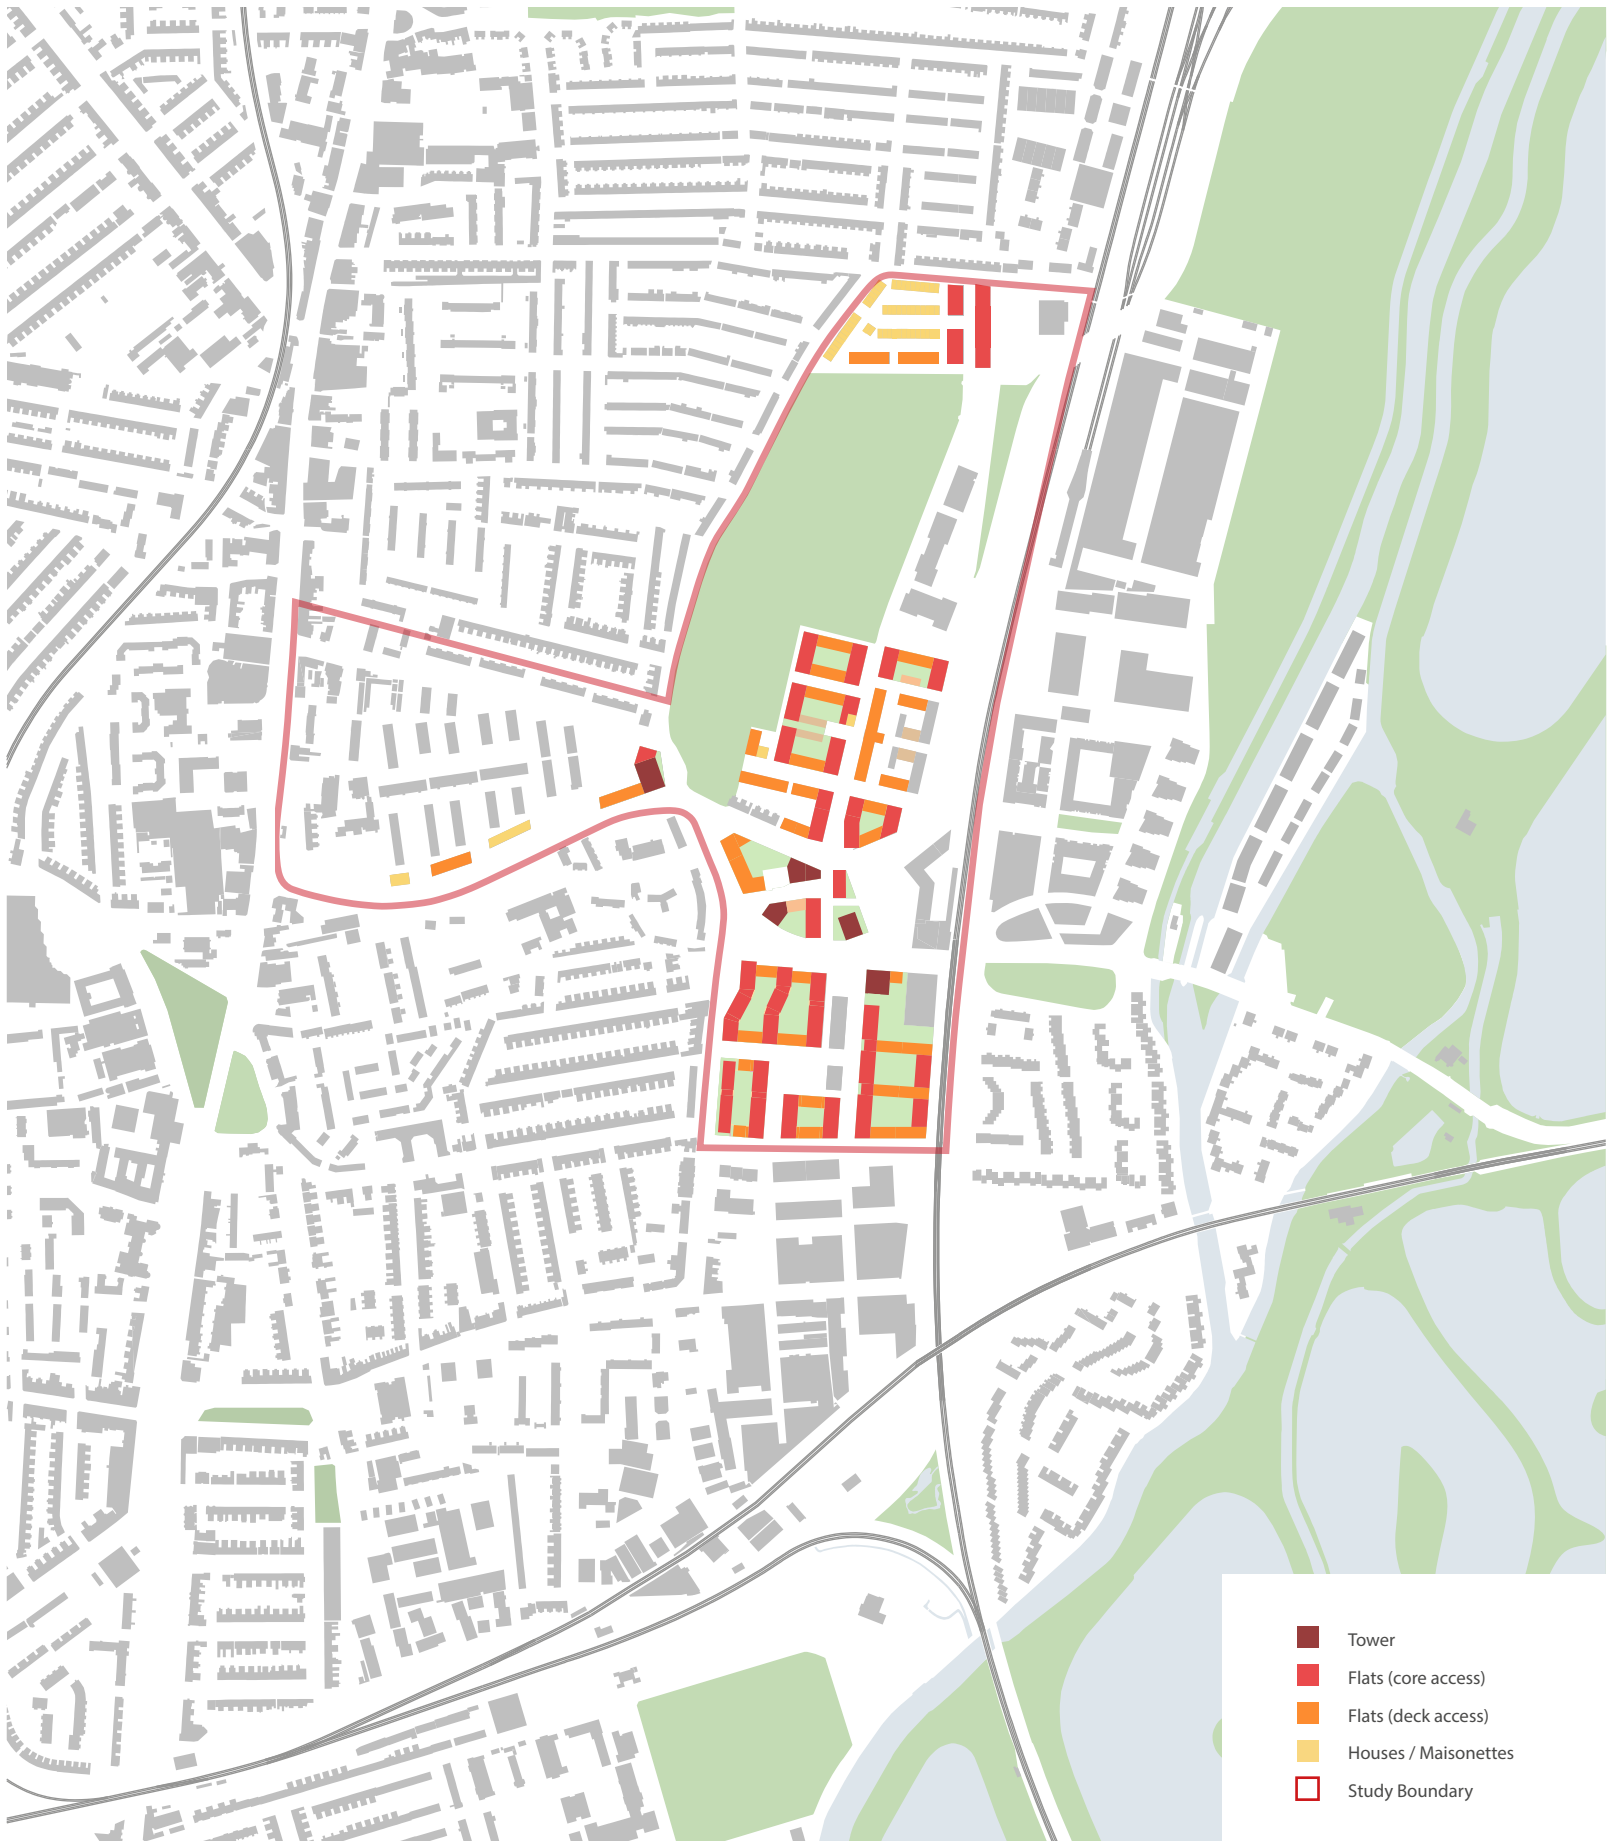 Tower
Flats (core access)
Flats (deck access)
Houses / Maisonettes
Study Boundary